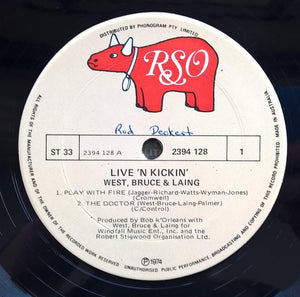 DISTRIBUTED BY PHONOGRAM PTY. LIMITED
RSO
MADE IN AUSTRALIA
Rod Deckert
ST 33
2394 128 A
2394 128
1
LIVE 'N KICKIN'
WEST, BRUCE & LAING
1. PLAY WITH FIRE (Jagger-Richard-Watts-Wyman-Jones)
(Cromwell)
2. THE DOCTOR (West-Bruce-Laing-Palmer)
(C/Control)
Produced by Bob k'Orleans with
West, Bruce & Laing for
Windfall Music Ent., Inc. and the
Robert Stigwood Organisation Ltd.
℗1974
ALL RIGHTS OF THE MANUFACTURER AND OF THE OWNER OF THE RECORDED WORK RESERVED
UNAUTHORISED PUBLIC PERFORMANCE, BROADCASTING AND COPYING OF THIS RECORD PROHIBITED